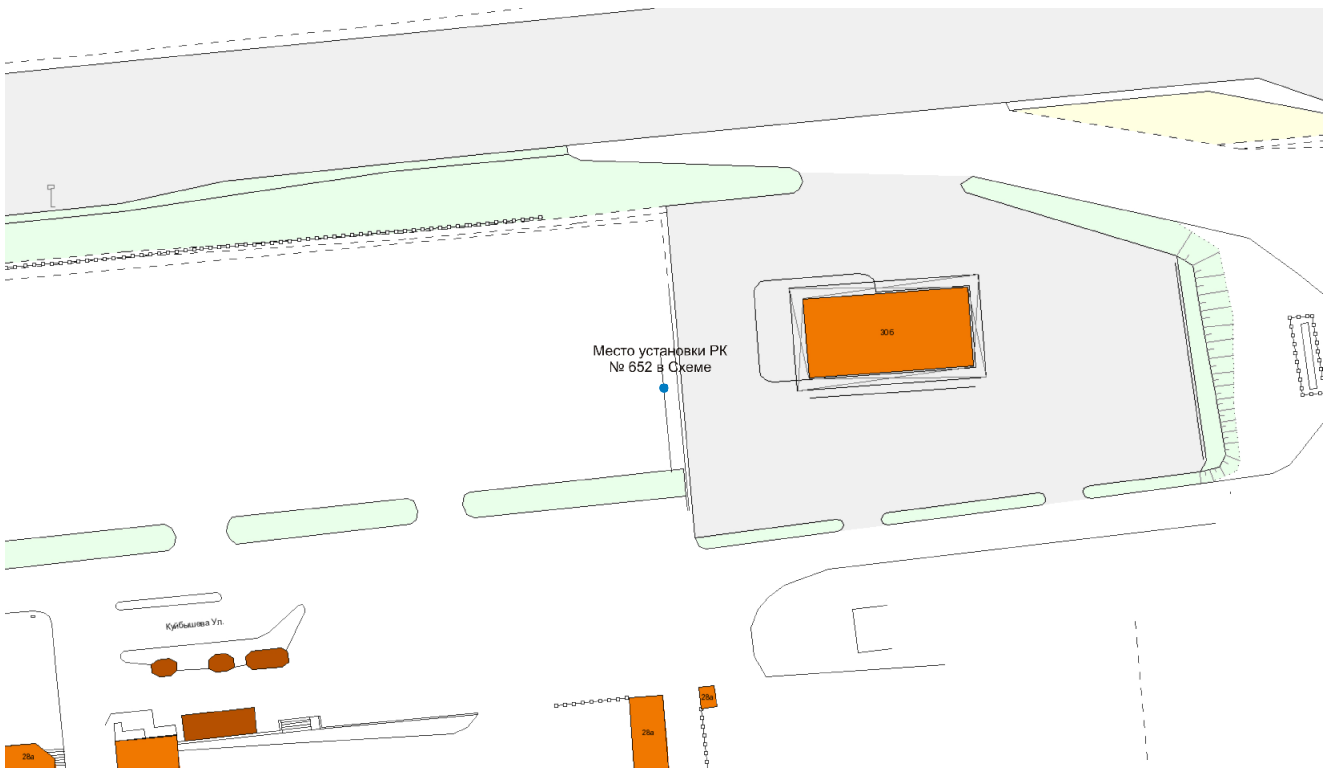 30б
Место установки РК
№ 652 в Схеме
Куйбышева Ул.
28а
28а
28а